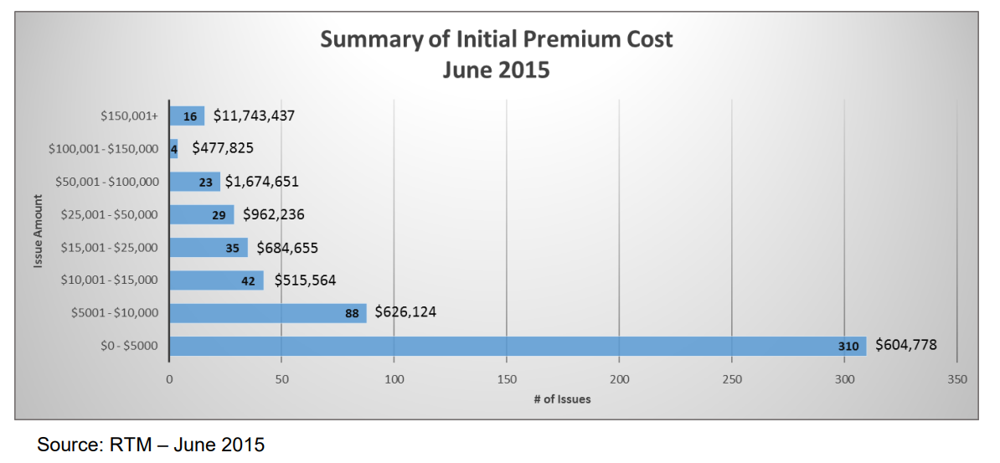 Summary of Initial Premium Cost
June 2015
$150,001+ 16 $11,743,437
$100,001 - $150,000 4 $477,825
$50,001 - $100,000 23 $1,674,651
$25,001 - $50,000 29 $962,236
$15,001 - $25,000 35 $684,655
$10,001 - $15,000 42 $515,564
$5001 - $10,000 88 $626,124
$0 - $5000 310 $604,778
Issue Amount
0 50 100 150 200 250 300 350
# of Issues
Source: RTM – June 2015